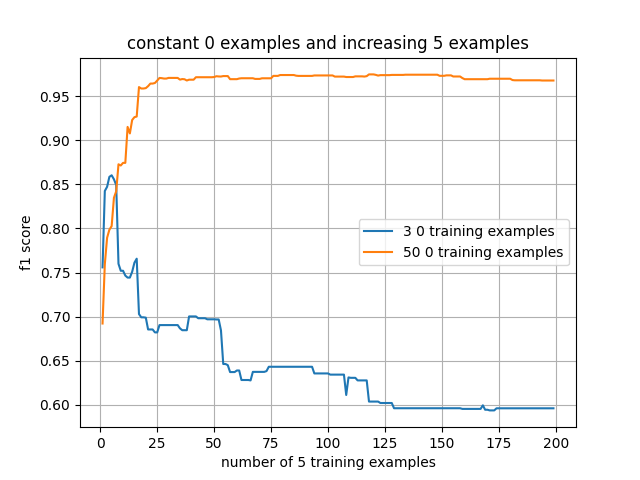 constant 0 examples and increasing 5 examples
f1 score
0.95
0.90
0.85
0.80
0.75
0.70
0.65
0.60
3 0 training examples
50 0 training examples
0 25 50 75 100 125 150 175 200
number of 5 training examples